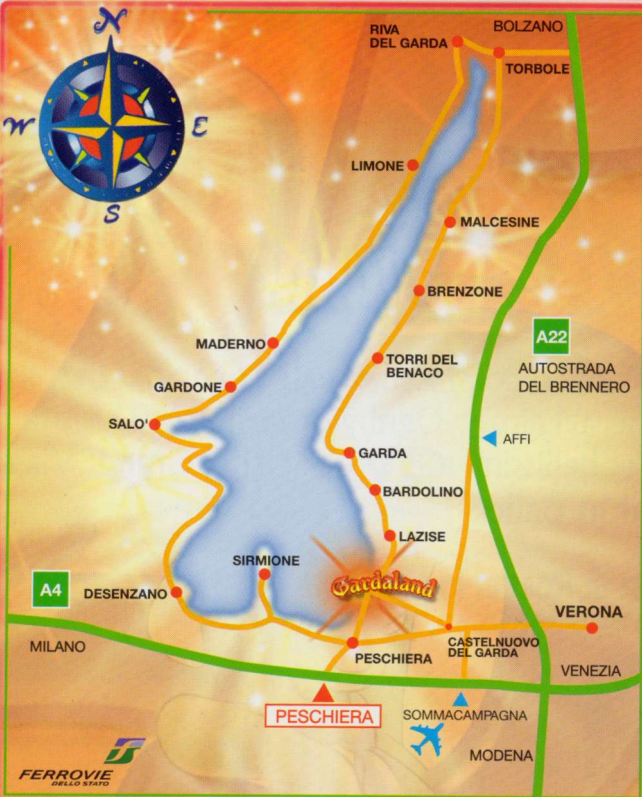 N
W
E
S
RIVA
DEL GARDA
BOLZANO
TORBOLE
LIMONE
MALCESINE
BRENZONE
MADERNO
A22
AUTOSTRADA
DEL BRENNERO
TORRI DEL
BENACO
GARDONE
SALO'
AFFI
GARDA
BARDOLINO
LAZISE
SIRMIONE
Gardaland
A4
DESENZANO
VERONA
MILANO
PESCHIERA
CASTELNUOVO
DEL GARDA
VENEZIA
PESCHIERA
SOMMACAMPAGNA
MODENA
FERROVIE
DELLO STATO